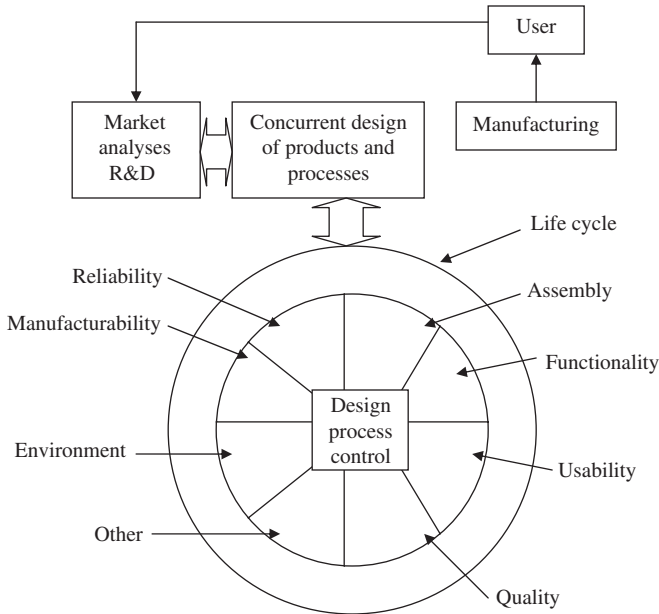 User
Market
analyses
R&D
Concurrent design
of products and
processes
Manufacturing
Life cycle
Reliability
Assembly
Manufacturability
Functionality
Design
process
control
Environment
Usability
Other
Quality